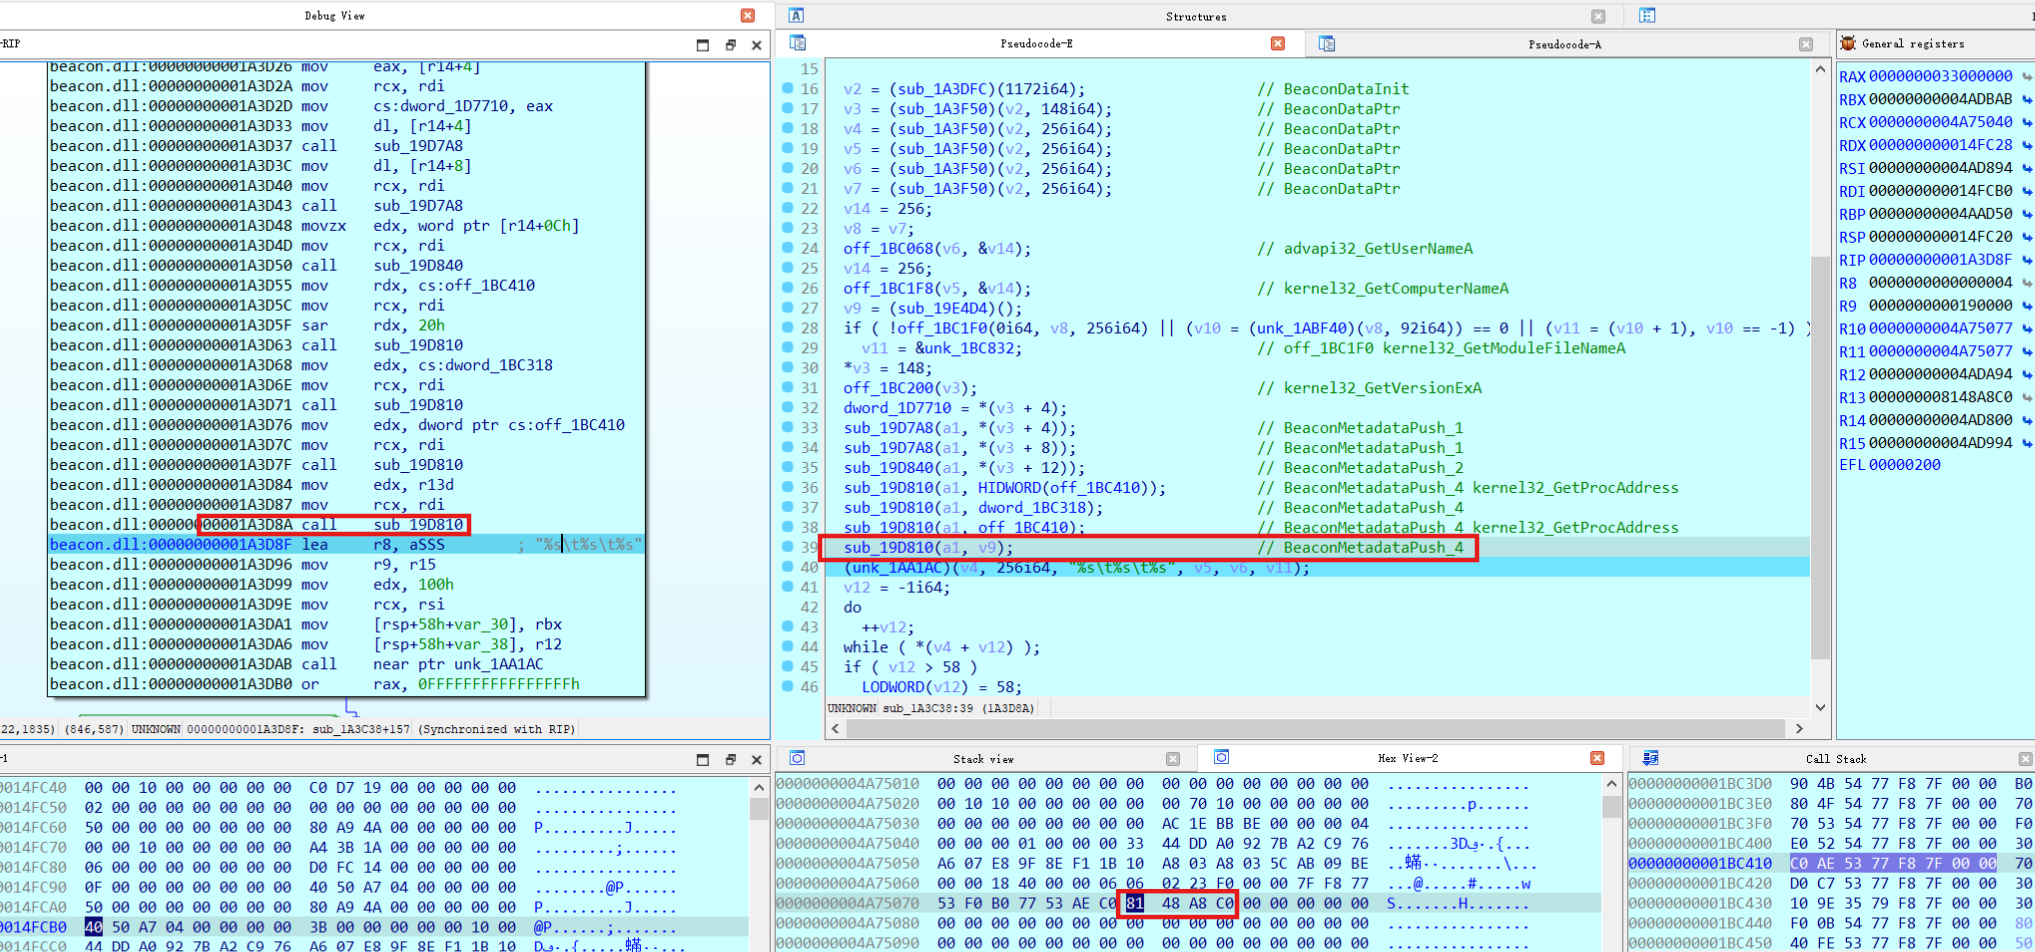 Debug View
-RIP
beacon.dll:00000000001A3D26 mov eax, [r14+4]
beacon.dll:00000000001A3D2A mov rcx, rdi
beacon.dll:00000000001A3D2D mov cs:dword_1D7710, eax
beacon.dll:00000000001A3D33 mov dl, [r14+4]
beacon.dll:00000000001A3D37 call sub_19D7A8
beacon.dll:00000000001A3D3C mov dl, [r14+8]
beacon.dll:00000000001A3D40 mov rcx, rdi
beacon.dll:00000000001A3D43 call sub_19D7A8
beacon.dll:00000000001A3D48 movzx edx, word ptr [r14+0Ch]
beacon.dll:00000000001A3D4D mov rcx, rdi
beacon.dll:00000000001A3D50 call sub_19D840
beacon.dll:00000000001A3D55 mov rdx, cs:off_1BC410
beacon.dll:00000000001A3D5C mov rcx, rdi
beacon.dll:00000000001A3D5F sar rdx, 20h
beacon.dll:00000000001A3D63 call sub_19D810
beacon.dll:00000000001A3D68 mov edx, cs:dword_1BC318
beacon.dll:00000000001A3D6E mov rcx, rdi
beacon.dll:00000000001A3D71 call sub_19D810
beacon.dll:00000000001A3D76 mov edx, dword ptr cs:off_1BC410
beacon.dll:00000000001A3D7C mov rcx, rdi
beacon.dll:00000000001A3D7F call sub_19D810
beacon.dll:00000000001A3D84 mov edx, r13d
beacon.dll:00000000001A3D87 mov rcx, rdi
beacon.dll:00000000001A3D8A call sub_19D810
beacon.dll:00000000001A3D8F lea r8, aSSS ; "%s\t%s\t%s"
beacon.dll:00000000001A3D96 mov r9, r15
beacon.dll:00000000001A3D99 mov edx, 100h
beacon.dll:00000000001A3D9E mov rcx, rsi
beacon.dll:00000000001A3DA1 mov [rsp+58h+var_30], rbx
beacon.dll:00000000001A3DA6 mov [rsp+58h+var_38], r12
beacon.dll:00000000001A3DAB call near ptr unk_1AA1AC
beacon.dll:00000000001A3DB0 or rax, 0FFFFFFFFFFFFFFFFh
22,1835) (846,587) UNKNOWN 00000000001A3D8F: sub_1A3C38+157 (Synchronized with RIP)
Structures
Pseudocode-E
Pseudocode-A
15
16 v2 = (sub_1A3DFC)(1172i64); // BeaconDataInit
17 v3 = (sub_1A3F50)(v2, 148i64); // BeaconDataPtr
18 v4 = (sub_1A3F50)(v2, 256i64); // BeaconDataPtr
19 v5 = (sub_1A3F50)(v2, 256i64); // BeaconDataPtr
20 v6 = (sub_1A3F50)(v2, 256i64); // BeaconDataPtr
21 v7 = (sub_1A3F50)(v2, 256i64); // BeaconDataPtr
22 v14 = 256;
23 v8 = v7;
24 off_1BC068(v6, &v14); // advapi32_GetUserNameA
25 v14 = 256;
26 off_1BC1F8(v5, &v14); // kernel32_GetComputerNameA
27 v9 = (sub_19E4D4)();
28 if ( !off_1BC1F0(0i64, v8, 256i64) || (v10 = (unk_1ABF40)(v8, 92i64)) == 0 || (v11 = (v10 + 1), v10 == -1) )
29 v11 = &unk_1BC832; // off_1BC1F0 kernel32_GetModuleFileNameA
30 *v3 = 148;
31 off_1BC200(v3); // kernel32_GetVersionExA
32 dword_1D7710 = *(v3 + 4);
33 sub_19D7A8(a1, *(v3 + 4)); // BeaconMetadataPush_1
34 sub_19D7A8(a1, *(v3 + 8)); // BeaconMetadataPush_1
35 sub_19D840(a1, *(v3 + 12)); // BeaconMetadataPush_2
36 sub_19D810(a1, HIDWORD(off_1BC410)); // BeaconMetadataPush_4 kernel32_GetProcAddress
37 sub_19D810(a1, dword_1BC318); // BeaconMetadataPush_4
38 sub_19D810(a1, off_1BC410); // BeaconMetadataPush_4 kernel32_GetProcAddress
39 sub_19D810(a1, v9); // BeaconMetadataPush_4
40 (unk_1AA1AC)(v4, 256i64, "%s\t%s\t%s", v5, v6, v11);
41 v12 = -1i64;
42 do
43 ++v12;
44 while ( *(v4 + v12) );
45 if ( v12 > 58 )
46 LODWORD(v12) = 58;
UNKNOWN sub_1A3C38:39 (1A3D8A)
General registers
RAX 0000000033000000
RBX 00000000004ADBAB
RCX 0000000004A75040
RDX 000000000014FC28
RSI 00000000004AD894
RDI 000000000014FCB0
RBP 00000000004AAD50
RSP 000000000014FC20
RIP 00000000001A3D8F
R8 0000000000000004
R9 0000000000190000
R10 0000000004A75077
R11 0000000004A75077
R12 00000000004ADA94
R13 000000008148A8C0
R14 00000000004AD800
R15 00000000004AD994
EFL 00000200
-1
0014FC40 00 00 10 00 00 00 00 00 C0 D7 19 00 00 00 00 00 ................
0014FC50 02 00 00 00 00 00 00 00 00 00 00 00 00 00 00 00 ................
0014FC60 50 00 00 00 00 00 00 00 80 A9 4A 00 00 00 00 00 P.........J.....
0014FC70 00 00 10 00 00 00 00 00 A4 3B 1A 00 00 00 00 00 .........;......
0014FC80 06 00 00 00 00 00 00 00 D0 FC 14 00 00 00 00 00 ................
0014FC90 0F 00 00 00 00 00 00 00 40 50 A7 04 00 00 00 00 ........@P......
0014FCA0 50 00 00 00 00 00 00 00 80 A9 4A 00 00 00 00 00 P.........J.....
0014FCB0 40 50 A7 04 00 00 00 00 3B 00 00 00 00 00 10 00 @P......;.......
0014FCC0 44 DD A0 92 7B A2 C9 76 A6 07 E8 9F 8E F1 1B 10
Stack view
Hex View-2
0000000004A75010 00 00 00 00 00 00 00 00 00 00 00 00 00 00 00 00 ................
0000000004A75020 00 10 10 00 00 00 00 00 00 70 10 00 00 00 00 00 .........p......
0000000004A75030 00 00 00 00 00 00 00 00 AC 1E BB BE 00 00 00 04 ................
0000000004A75040 00 00 00 01 00 00 00 33 44 DD A0 92 7B A2 C9 76
0000000004A75050 A6 07 E8 9F 8E F1 1B 10 A8 03 A8 03 5C AB 09 BE
0000000004A75060 00 00 18 40 00 00 06 06 02 23 F0 00 00 7F F8 77 ...@.....#.....w
0000000004A75070 53 F0 B0 77 53 AE C0 81 48 A8 C0 00 00 00 00 00 S.......H.......
0000000004A75080 00 00 00 00 00 00 00 00 00 00 00 00 00 00 00 00 ................
0000000004A75090 00 00 00 00 00 00 00 00 00 00 00 00 00 00 00 00 ................
Call Stack
00000000001BC3D0 90 4B 54 77 F8 7F 00 00 B0
00000000001BC3E0 80 4F 54 77 F8 7F 00 00 70
00000000001BC3F0 70 53 54 77 F8 7F 00 00 F0
00000000001BC400 E0 52 54 77 F8 7F 00 00 30
00000000001BC410 C0 AE 53 77 F8 7F 00 00 70
00000000001BC420 D0 C7 53 77 F8 7F 00 00 30
00000000001BC430 10 9E 35 79 F8 7F 00 00 30
00000000001BC440 F0 0B 54 77 F8 7F 00 00 80
00000000001BC450 40 FE 53 77 F8 7F 00 00 50